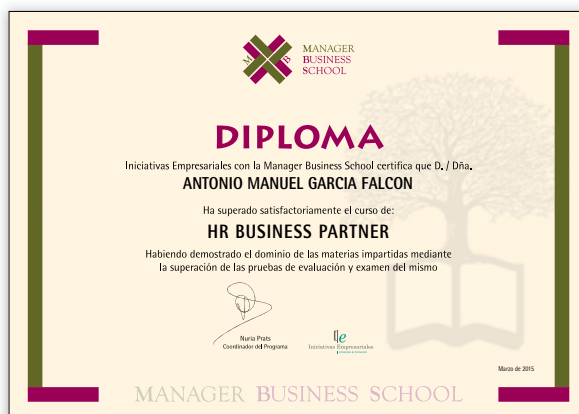 M B
MANAGER
BUSINESS
SCHOOL
DIPLOMA
Iniciativas Empresariales con la Manager Business School certifica que D. / Dña.
ANTONIO MANUEL GARCIA FALCON
Ha superado satisfactoriamente el curso de:
HR BUSINESS PARTNER
Habiendo demostrado el dominio de las materias impartidas mediante
la superación de las pruebas de evaluación y examen del mismo
Nuria Prats
Coordinador del Programa
Iniciativas Empresariales
Marzo de 2015
MANAGER BUSINESS SCHOOL